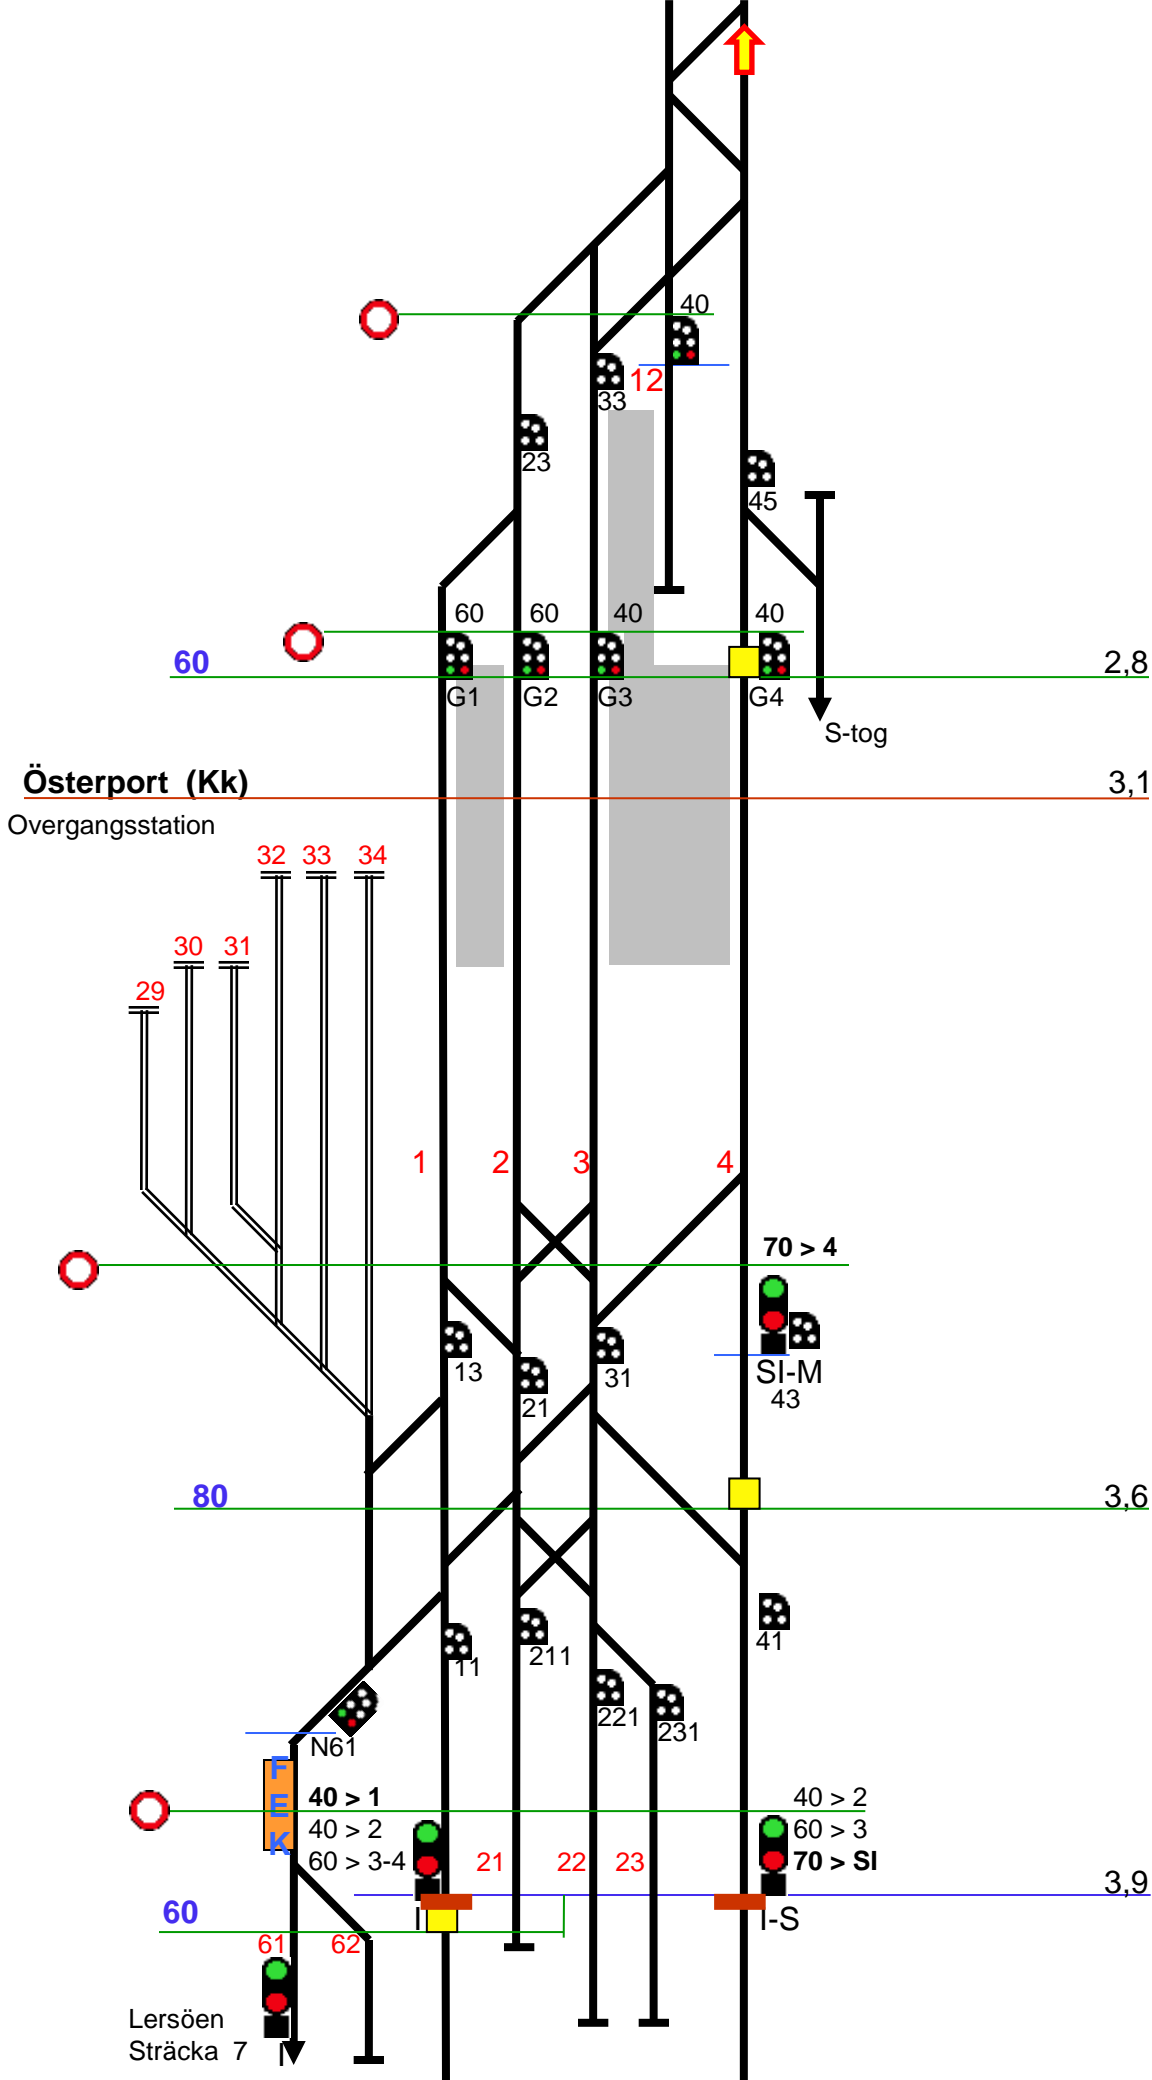 40
12
33
23
45
60 60 40 40
60
2,8
G1 G2 G3 G4
S-tog
Österport (Kk)
3,1
Overgangsstation
32 33 34
30 31
29
1 2 3 4
70 > 4
13
31
SI-M
43
21
80
3,6
41
211
11
221
231
N61
F
E
K
40 > 1
40 > 2
60 > 3-4
40 > 2
60 > 3
70 > SI
21 22 23
3,9
60
I
I-S
61 62
Lersöen
Sträcka 7
I